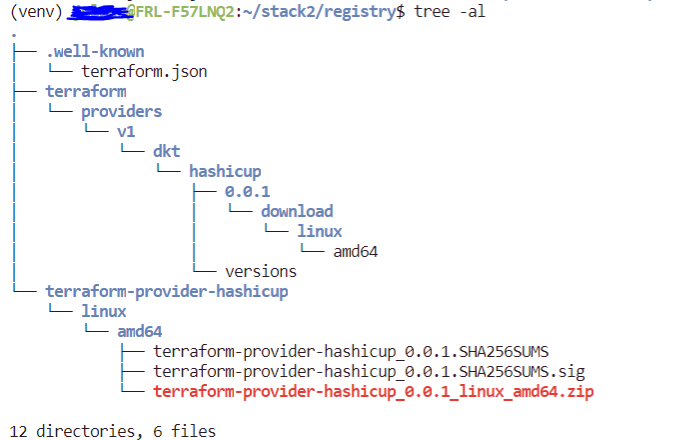 (venv) @FRL-F57LNQ2:~/stack2/registry$ tree -al
.
├── .well-known
│   └── terraform.json
├── terraform
│   └── providers
│       └── v1
│           └── dkt
│               └── hashicup
│                   ├── 0.0.1
│                   │   └── download
│                   │       └── linux
│                   │           └── amd64
│                   └── versions
└── terraform-provider-hashicup
    └── linux
        └── amd64
            ├── terraform-provider-hashicup_0.0.1.SHA256SUMS
            ├── terraform-provider-hashicup_0.0.1.SHA256SUMS.sig
            └── terraform-provider-hashicup_0.0.1_linux_amd64.zip
12 directories, 6 files